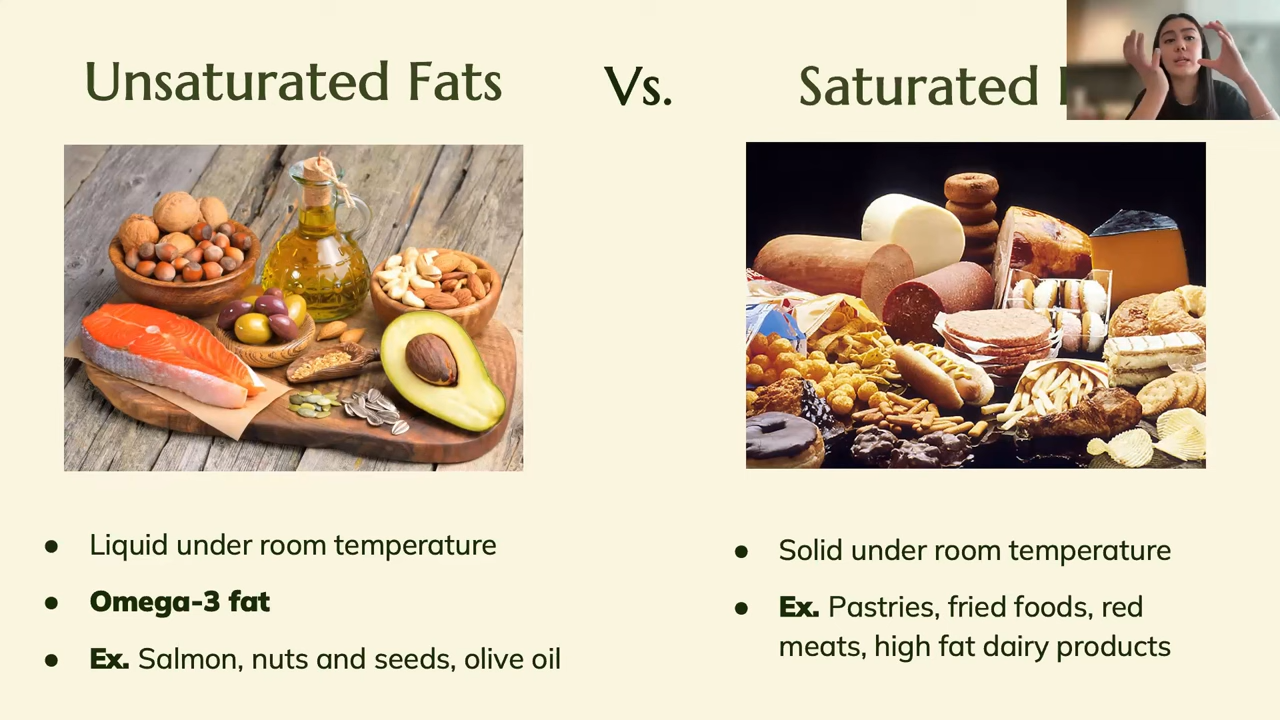 Unsaturated Fats
Vs.
Saturated
● Liquid under room temperature
● Omega-3 fat
● Ex. Salmon, nuts and seeds, olive oil
● Solid under room temperature
● Ex. Pastries, fried foods, red
meats, high fat dairy products